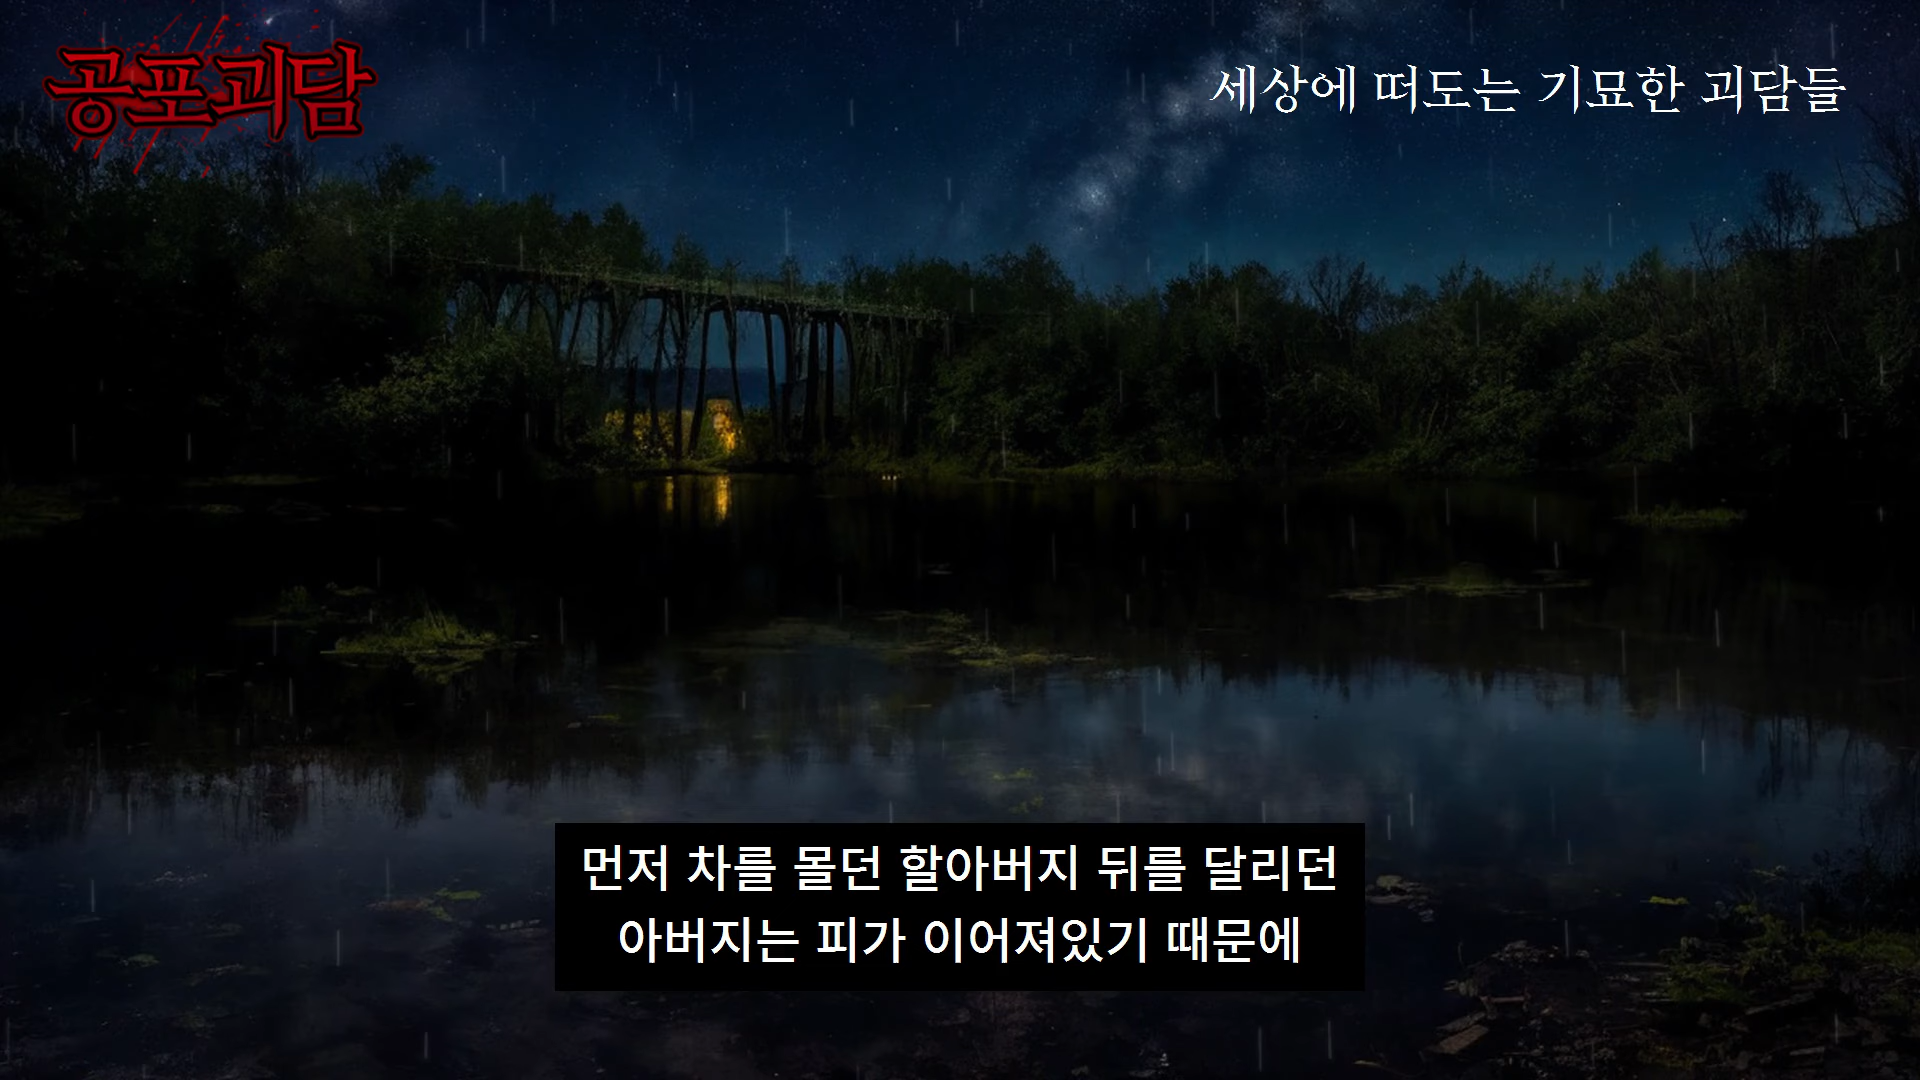 공포괴담
세상에 떠도는 기묘한 괴담들
먼저 차를 몰던 할아버지 뒤를 달리던
아버지는 피가 이어져있기 때문에